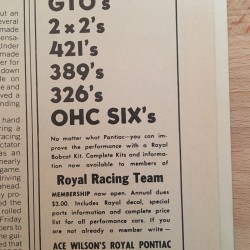 GTO's
2 x 2's
421's
389's
326's
OHC SIX's
No matter what Pontiac—you can im-
prove the performance with a Royal
Bobcat Kit. Complete Kits and informa-
tion now available to members of
Royal Racing Team
MEMBERSHIP now open. Annual dues
$3.00. Includes Royal decal, special
parts information and complete price
list for all performance cars. If you
are not already a member write—
ACE WILSON'S ROYAL PONTIAC